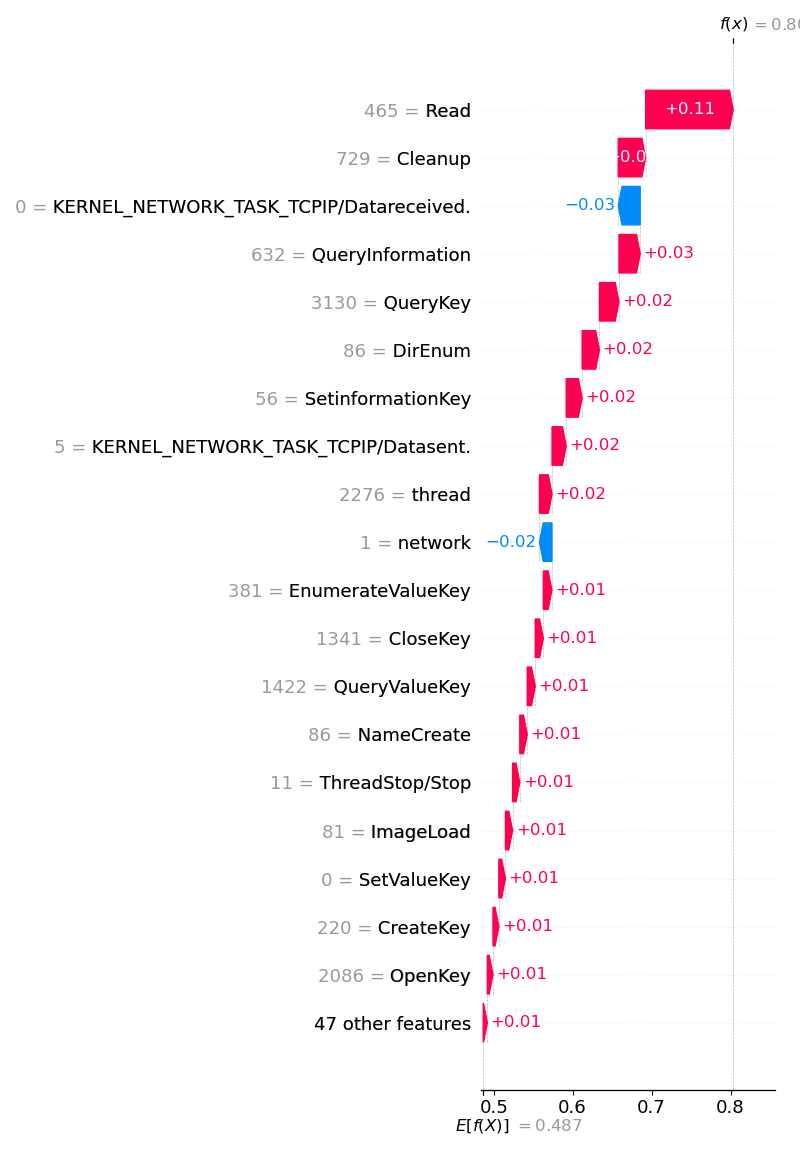 f(x) = 0.80
465 = Read +0.11
729 = Cleanup
0 = KERNEL_NETWORK_TASK_TCPIP/Datareceived. −0.03
632 = QueryInformation +0.03
3130 = QueryKey +0.02
86 = DirEnum +0.02
56 = SetinformationKey +0.02
5 = KERNEL_NETWORK_TASK_TCPIP/Datasent. +0.02
2276 = thread +0.02
1 = network −0.02
381 = EnumerateValueKey +0.01
1341 = CloseKey +0.01
1422 = QueryValueKey +0.01
86 = NameCreate +0.01
11 = ThreadStop/Stop +0.01
81 = ImageLoad +0.01
0 = SetValueKey +0.01
220 = CreateKey +0.01
2086 = OpenKey +0.01
47 other features +0.01
0.5 0.6 0.7 0.8
E[f(X)] = 0.487